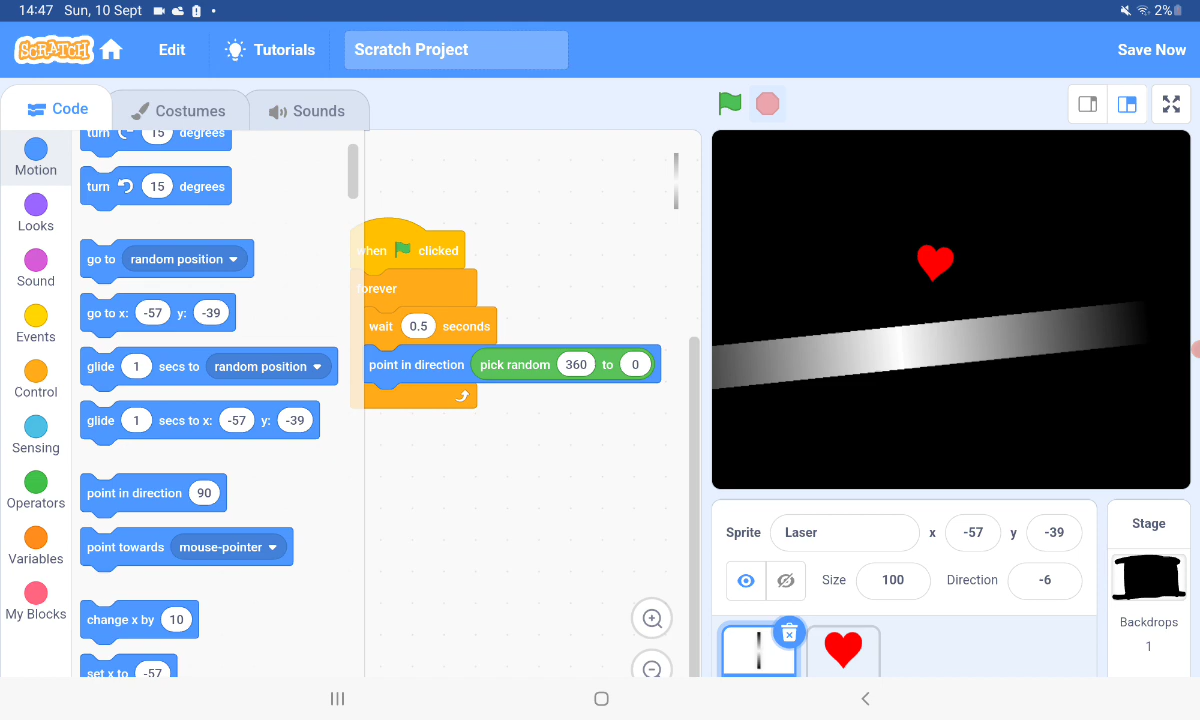 14:47 Sun, 10 Sept
2%
SCRATCH
Edit
Tutorials
Scratch Project
Save Now
Code
Costumes
Sounds
Motion
Looks
Sound
Events
Control
Sensing
Operators
Variables
My Blocks
turn 15 degrees
turn 15 degrees
go to random position
go to x: -57 y: -39
glide 1 secs to random position
glide 1 secs to x: -57 y: -39
point in direction 90
point towards mouse-pointer
change x by 10
set x to -57
when clicked
forever
wait 0.5 seconds
point in direction pick random 360 to 0
Sprite Laser x -57 y -39
Size 100 Direction -6
Stage
Backdrops
1